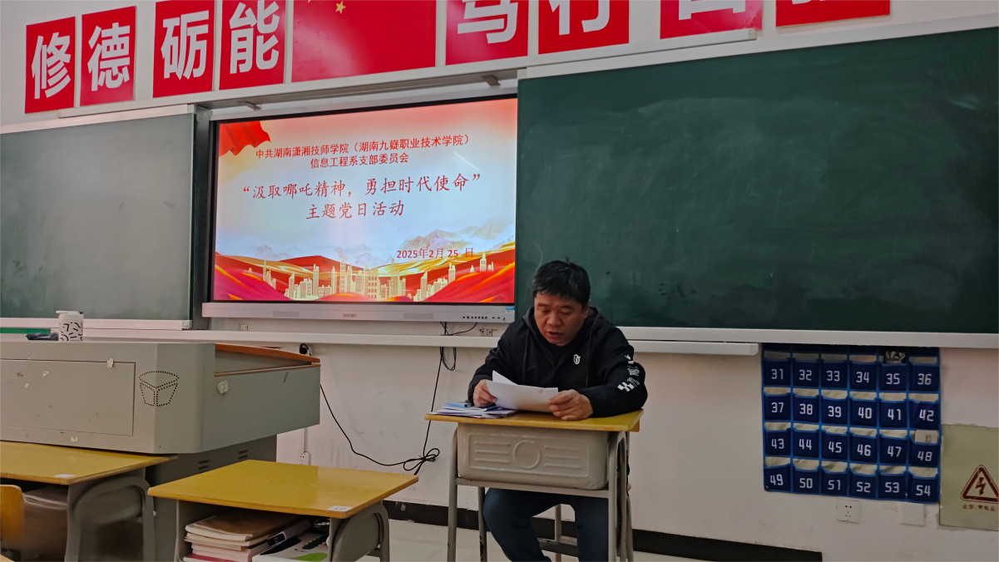 修德 砺能 笃行
中共湖南潇湘技师学院（湖南九嶷职业技术学院）
信息工程系支部委员会
“汲取哪吒精神，勇担时代使命”
主题党日活动
2025年2月 25 日
seewo
31 32 33 34 35 36
37 38 39 40 41 42
43 44 45 46 47 48
49 50 51 52 53 54